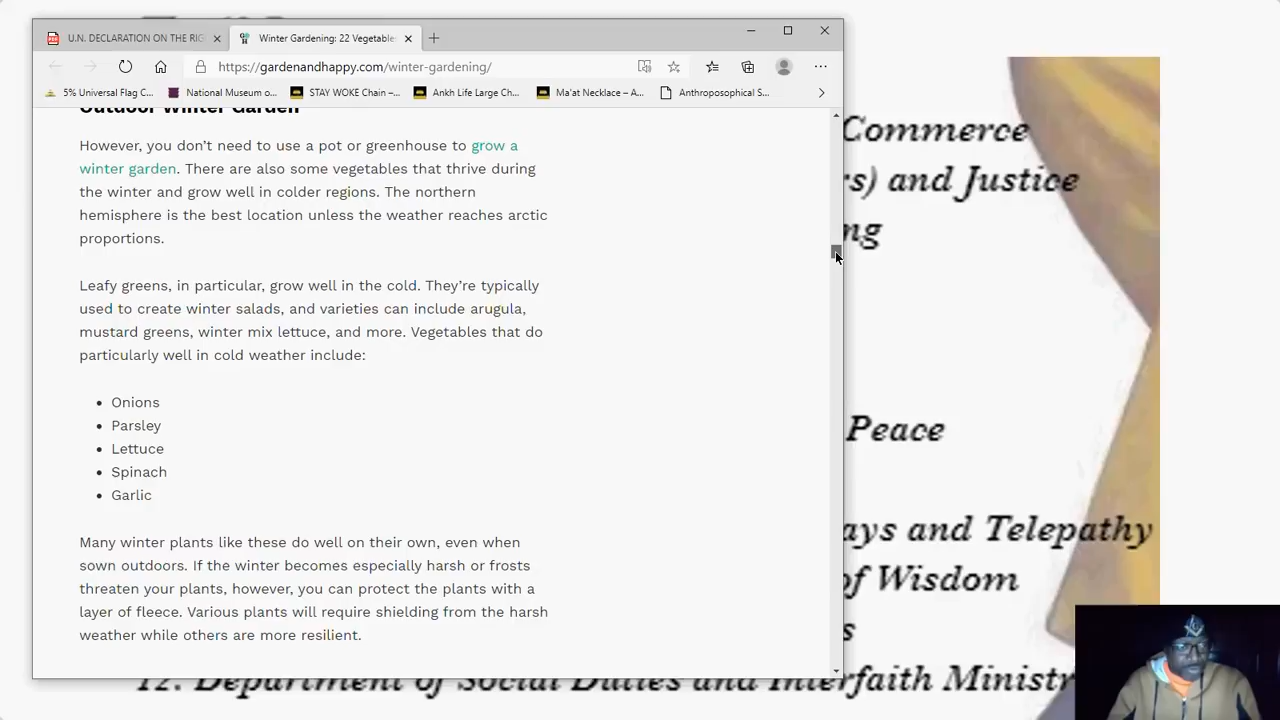 U.N. DECLARATION ON THE RIG
Winter Gardening: 22 Vegetable
https://gardenandhappy.com/winter-gardening/
5% Universal Flag C...
National Museum o...
STAY WOKE Chain –...
Ankh Life Large Ch...
Ma'at Necklace – A...
Anthroposophical S...
Outdoor Winter Garden
However, you don’t need to use a pot or greenhouse to grow a
winter garden. There are also some vegetables that thrive during
the winter and grow well in colder regions. The northern
hemisphere is the best location unless the weather reaches arctic
proportions.
Leafy greens, in particular, grow well in the cold. They’re typically
used to create winter salads, and varieties can include arugula,
mustard greens, winter mix lettuce, and more. Vegetables that do
particularly well in cold weather include:
• Onions
• Parsley
• Lettuce
• Spinach
• Garlic
Many winter plants like these do well on their own, even when
sown outdoors. If the winter becomes especially harsh or frosts
threaten your plants, however, you can protect the plants with a
layer of fleece. Various plants will require shielding from the harsh
weather while others are more resilient.
Commerce
rs) and Justice
ng
Peace
ays and Telepathy
of Wisdom
s
12. Department of Social Duties and Interfaith Ministr